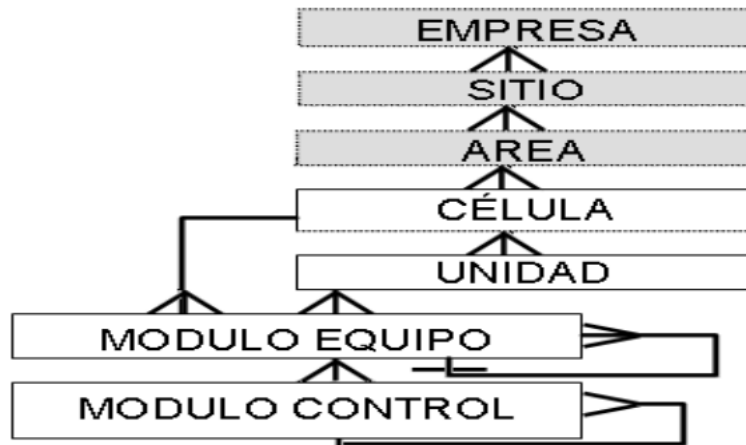 EMPRESA
SITIO
AREA
CÉLULA
UNIDAD
MODULO EQUIPO
MODULO CONTROL